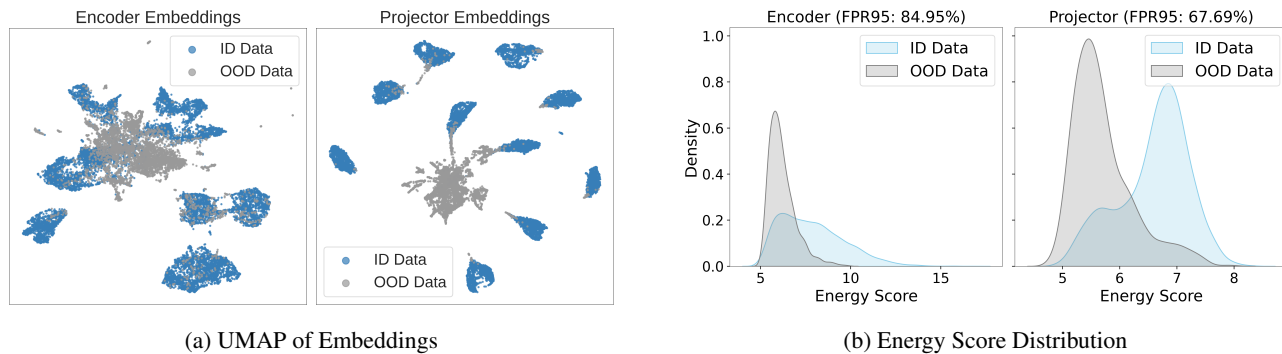 Encoder Embeddings
ID Data
OOD Data
Projector Embeddings
ID Data
OOD Data
(a) UMAP of Embeddings
Encoder (FPR95: 84.95%)
ID Data
OOD Data
Density
1.0
0.8
0.6
0.4
0.2
0.0
5 10 15
Energy Score
Projector (FPR95: 67.69%)
ID Data
OOD Data
5 6 7 8
Energy Score
(b) Energy Score Distribution